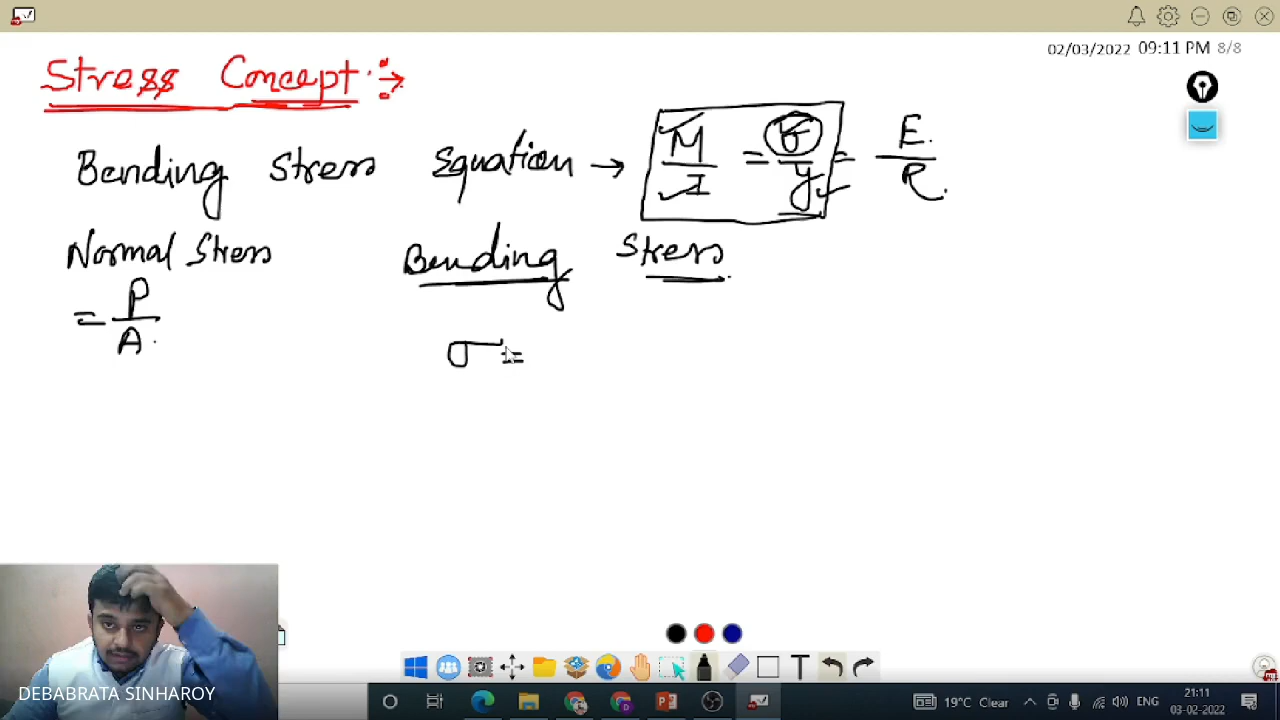 02/03/2022 09:11 PM 8/8
Stress Concept :→
Bending Stress Equation → M/I = σ/y = E/R
Normal Stress Bending Stress
= P/A
σ =
DEBABRATA SINHAROY
19°C Clear ENG 21:11
03-02-2022